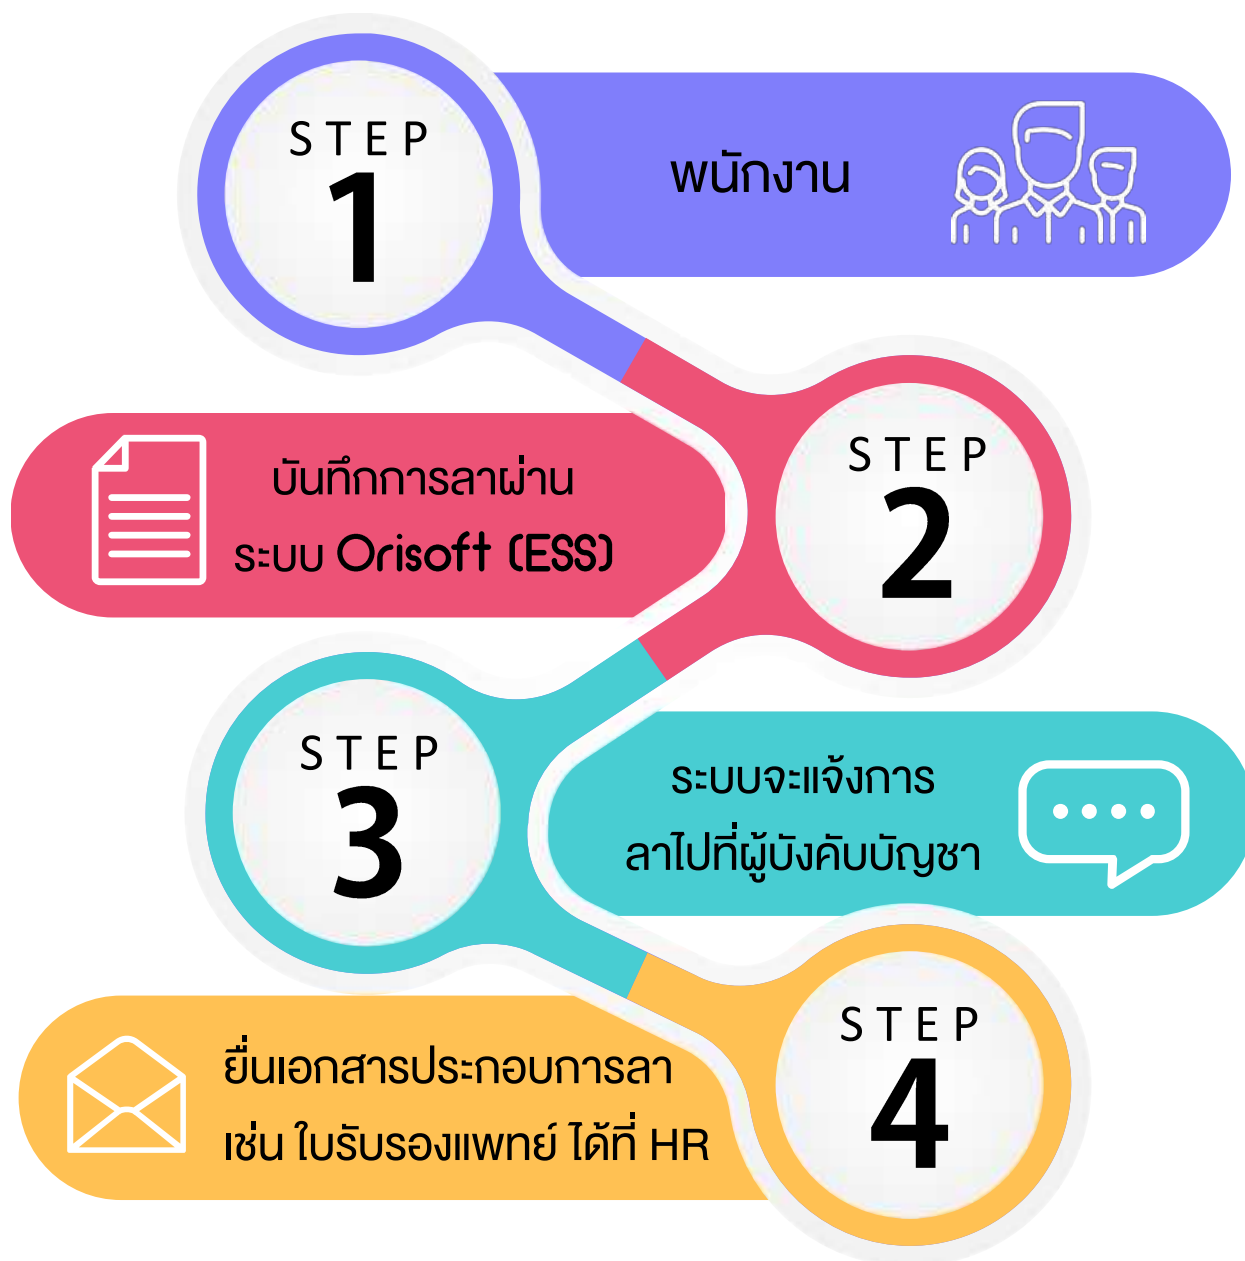 STEP
1
พนักงาน
บันทึกการลาผ่าน
ระบบ Orisoft (ESS)
STEP
2
STEP
3
ระบบจะแจ้งการ
ลาไปที่ผู้บังคับบัญชา
ยื่นเอกสารประกอบการลา
เช่น ใบรับรองแพทย์ ได้ที่ HR
STEP
4